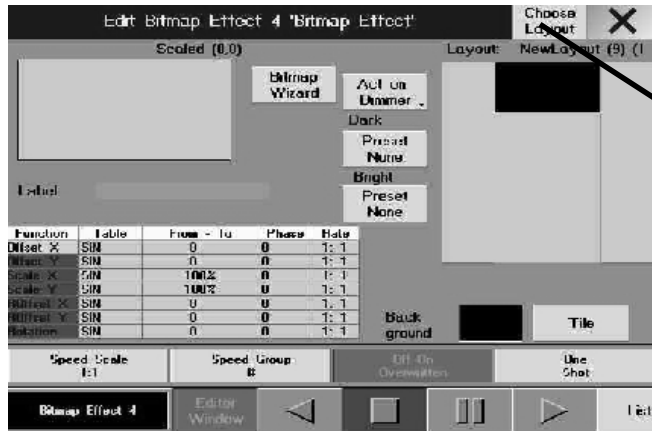 Edit Bitmap Effect 4 'Bitmap Effect'
Choose Layout
Scaled (0,0)
Layout: NewLayout (9) (1
Bitmap Wizard
Act on Dimmer
Dark
Preset None
Bright
Preset None
Label
Function Table From - To Phase Rate
Offset X SIN 0 0 1: 1
Offset Y SIN 0 0 1: 1
Scale X SIN 100% 0 1: 1
Scale Y SIN 100% 0 1: 1
X SIN 0 0 1: 1
Y SIN 0 0 1: 1
Rotation SIN 0 0 1: 1
Back ground
Tile
Speed Scale 1:1
Speed Group
Off On Overwritten
One Shot
Bitmap Effect 4
Editor Window